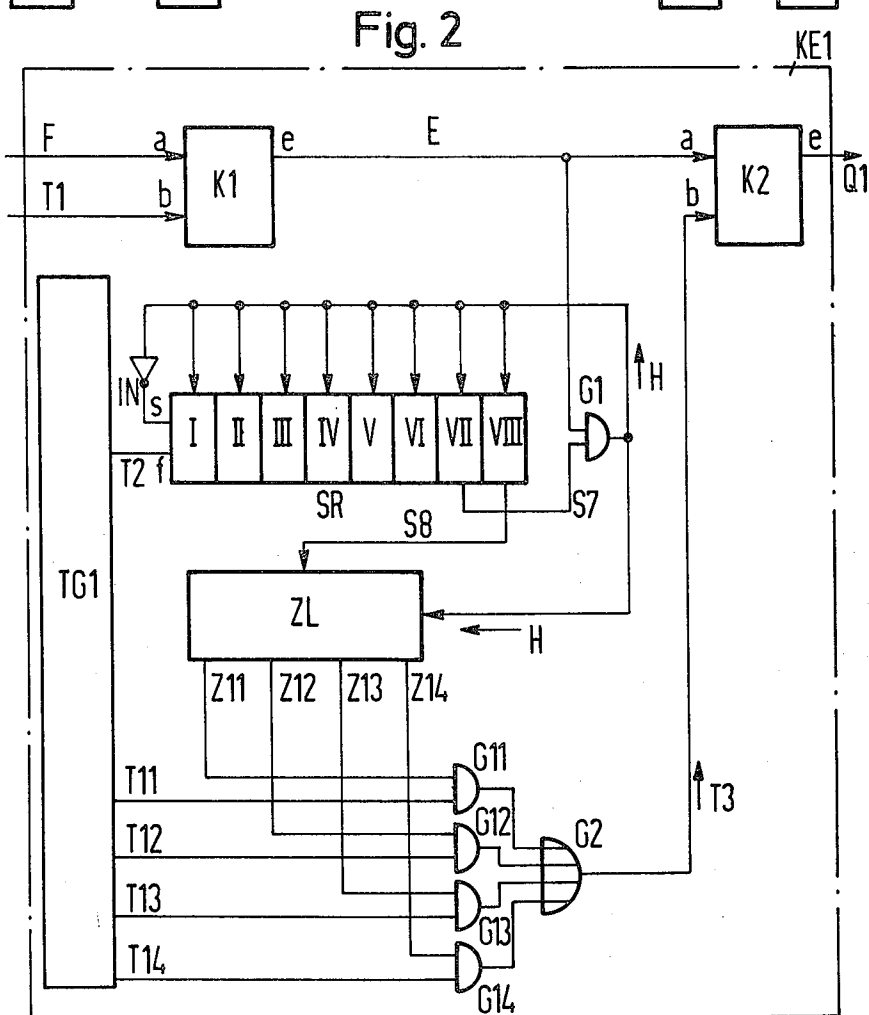 Fig. 2
KE1
F a e E a e
K1 K2
T1 b b Q1
IN s G1 H
I II III IV V VI VII VIII
T2 f
SR S7
S8
TG1 ZL
H
Z11 Z12 Z13 Z14
G11
T11 T3
G12 G2
T12
T13 G13
T14
G14